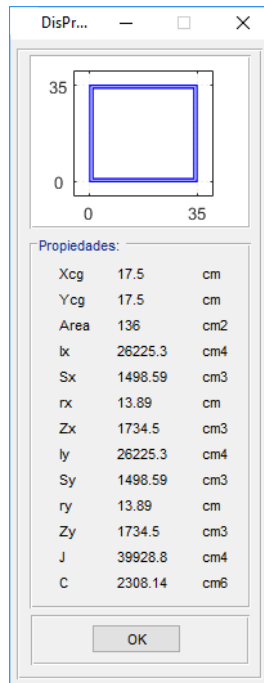 DisPr...
35
0
0 35
Propiedades:
Xcg 17.5 cm
Ycg 17.5 cm
Area 136 cm2
Ix 26225.3 cm4
Sx 1498.59 cm3
rx 13.89 cm
Zx 1734.5 cm3
Iy 26225.3 cm4
Sy 1498.59 cm3
ry 13.89 cm
Zy 1734.5 cm3
J 39928.8 cm4
C 2308.14 cm6
OK